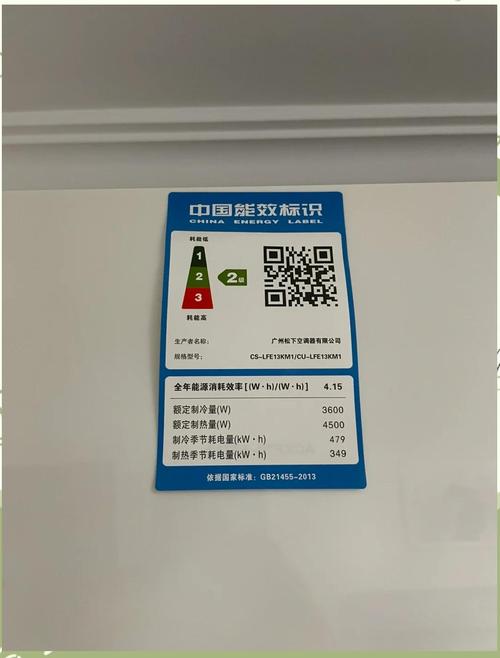 中国能效标识
CHINA ENERGY LABEL
耗能低
1
2
2级
3
耗能高
生产者名称: 广州松下空调器有限公司
规格型号: CS-LFE13KM1/CU-LFE13KM1
全年能源消耗效率[(W·h)/(W·h)] 4.15
额定制冷量(W) 3600
额定制热量(W) 4500
制冷季节耗电量(kW·h) 479
制热季节耗电量(kW·h) 349
依据国家标准: GB21455-2013